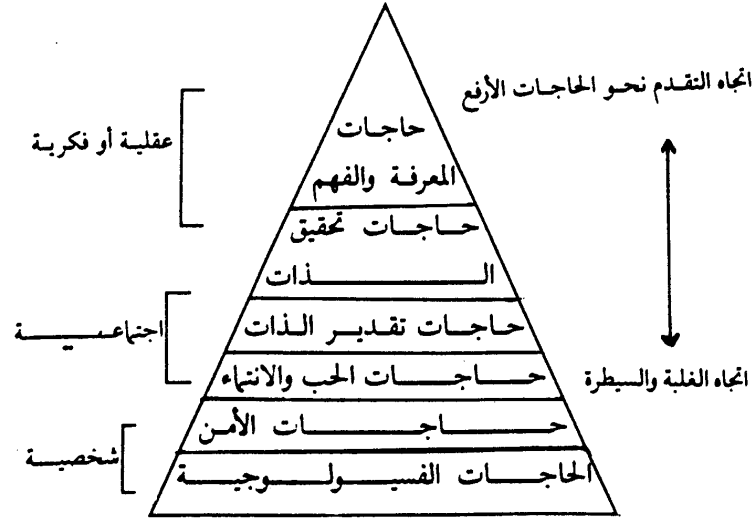 اتجاه التقدم نحو الحاجات الأرفع
حاجات
عقلية أو فكرية
المعرفة والفهم
حاجات تحقيق
الذات
حاجات تقدير الذات
اجتماعية
حاجات الحب والانتماء
اتجاه الغلبة والسيطرة
حاجات الأمن
شخصية
الحاجات الفسيولوجية